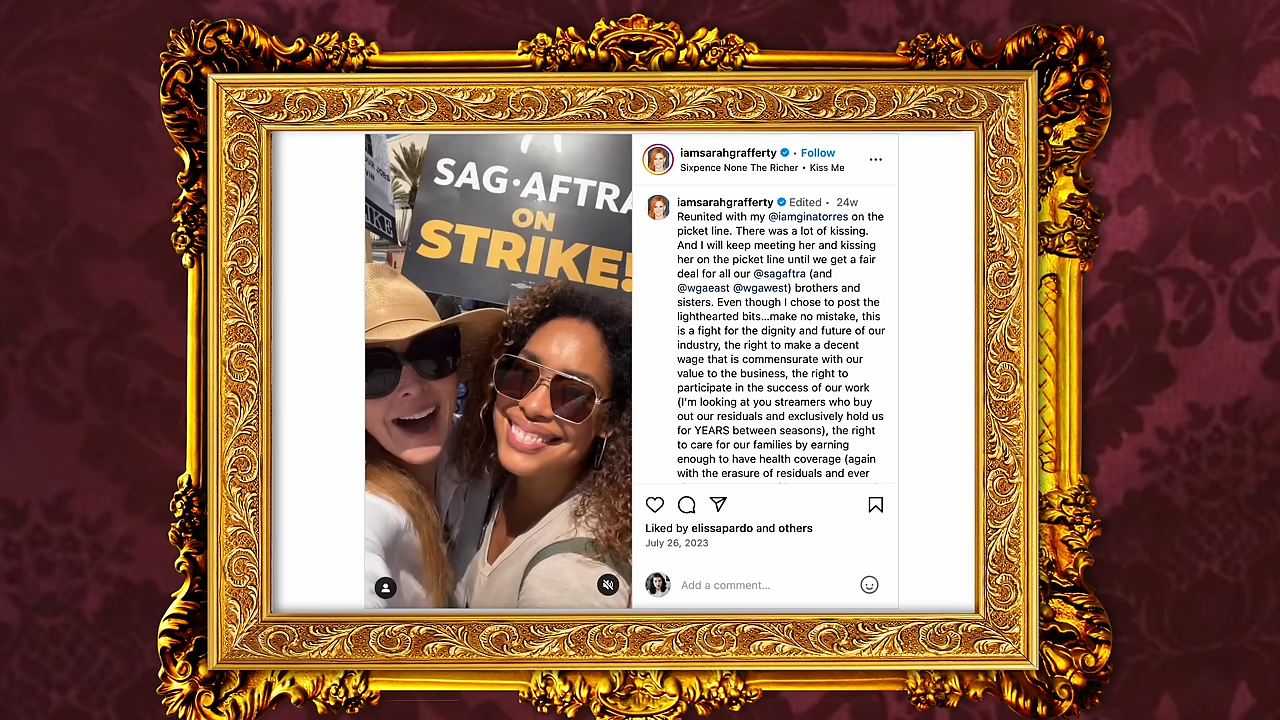 SAG·AFTRA
ON
STRIKE!
iamsarahgrafferty • Follow
Sixpence None The Richer • Kiss Me
iamsarahgrafferty Edited • 24w
Reunited with my @iamginatorres on the
picket line. There was a lot of kissing.
And I will keep meeting her and kissing
her on the picket line until we get a fair
deal for all our @sagaftra (and
@wgaeast @wgawest) brothers and
sisters. Even though I chose to post the
lighthearted bits...make no mistake, this
is a fight for the dignity and future of our
industry, the right to make a decent
wage that is commensurate with our
value to the business, the right to
participate in the success of our work
(I'm looking at you streamers who buy
out our residuals and exclusively hold us
for YEARS between seasons), the right
to care for our families by earning
enough to have health coverage (again
with the erasure of residuals and ever
Liked by elissapardo and others
July 26, 2023
Add a comment...